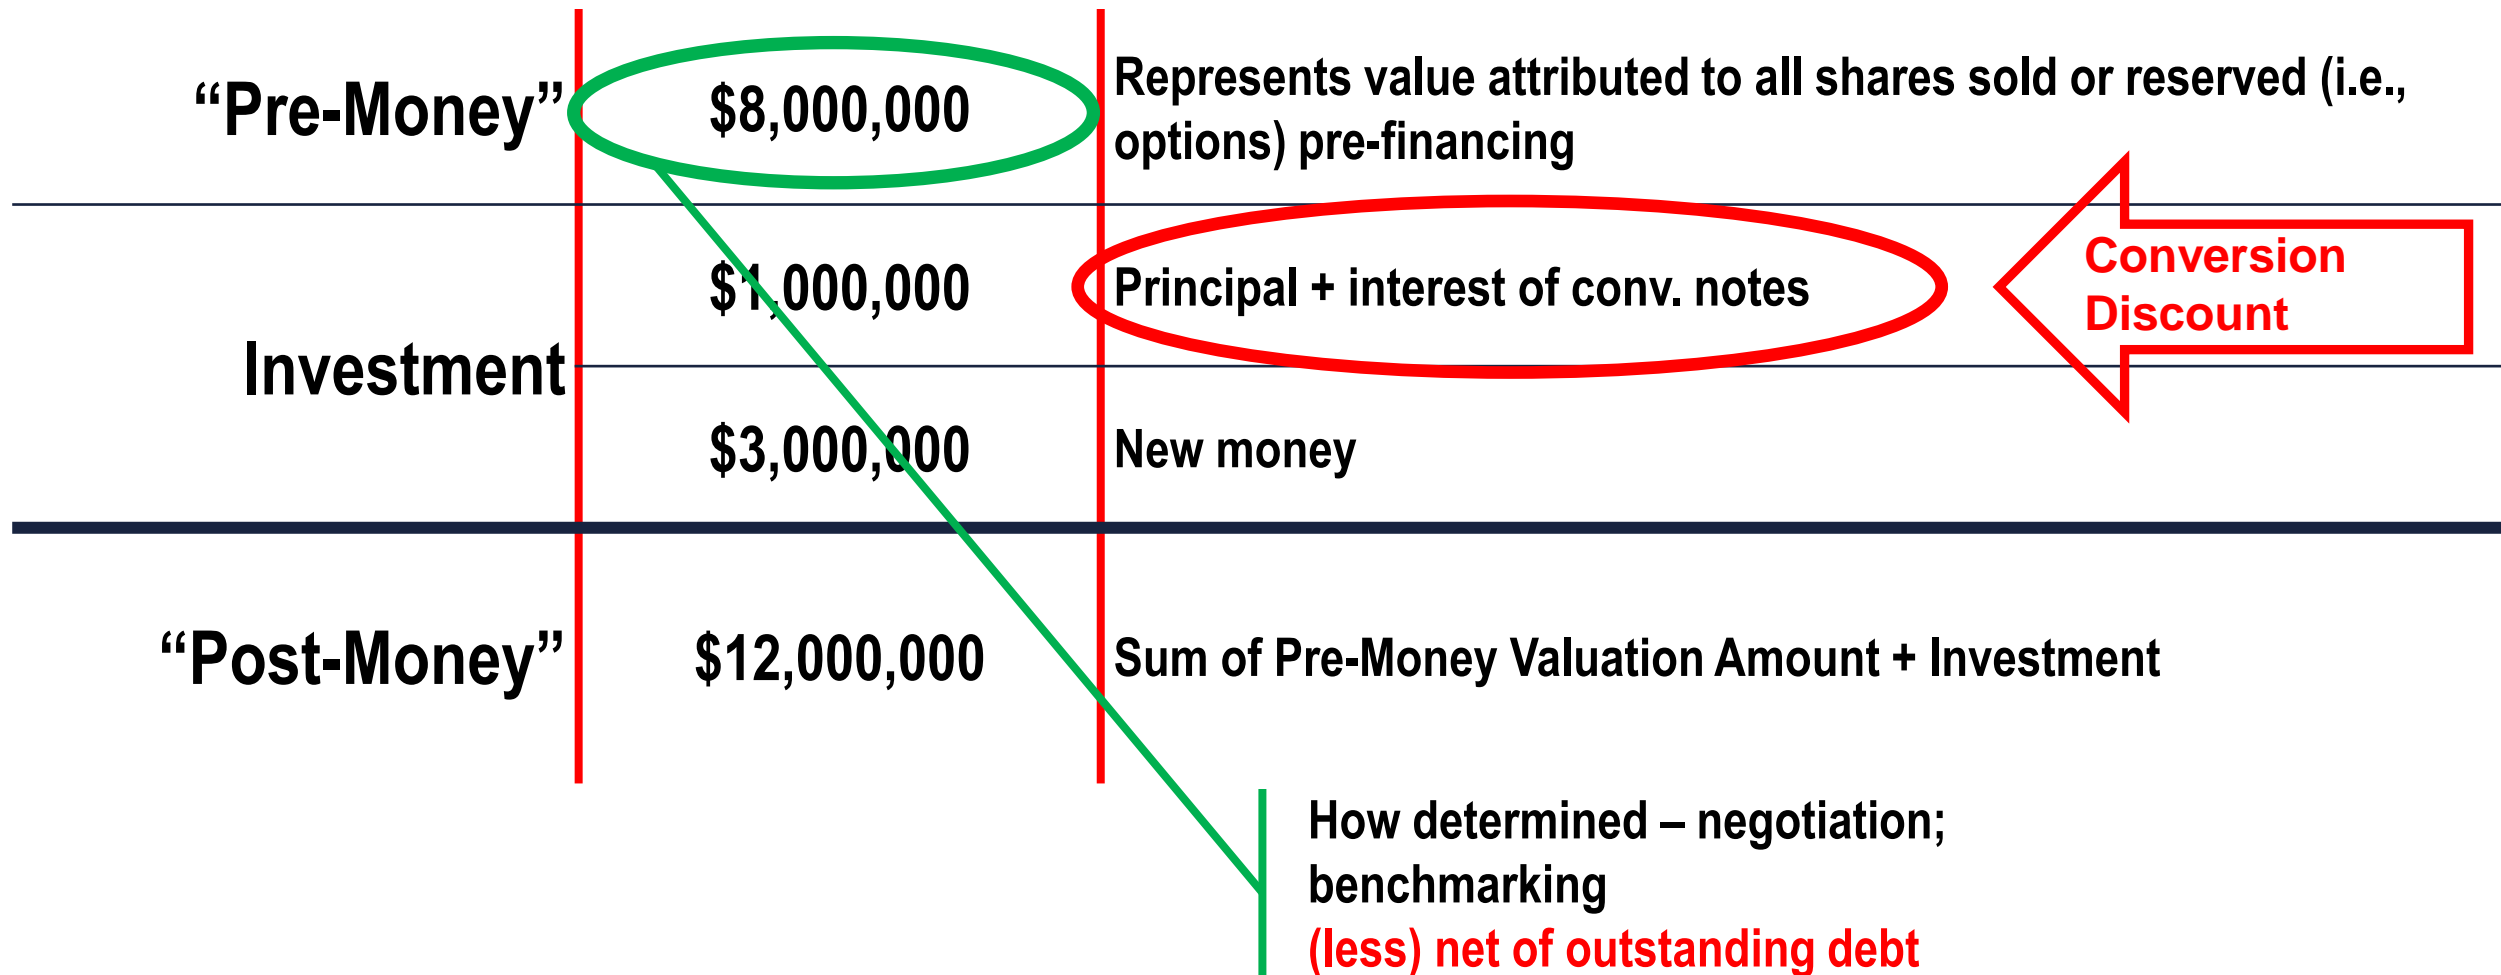 “Pre-Money”
$8,000,000
Represents value attributed to all shares sold or reserved (i.e.,
options) pre-financing
Investment
$1,000,000
Principal + interest of conv. notes
Conversion
Discount
$3,000,000
New money
“Post-Money”
$12,000,000
Sum of Pre-Money Valuation Amount + Investment
How determined – negotiation;
benchmarking
(less) net of outstanding debt